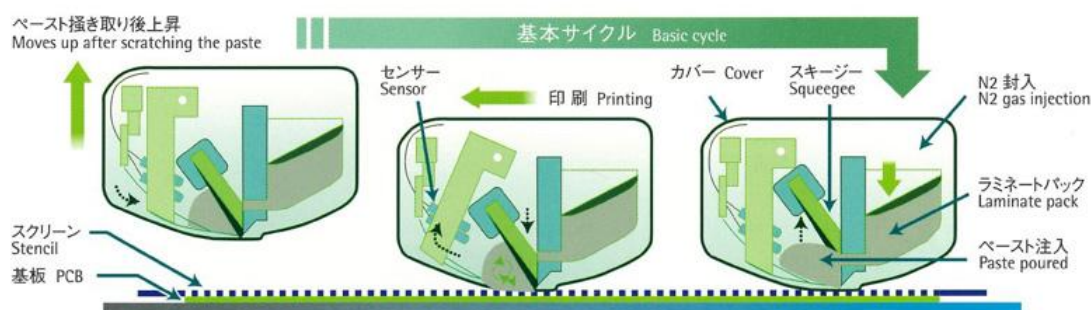 ペースト掻き取り後上昇
Moves up after scratching the paste
基本サイクル Basic cycle
センサー
Sensor
印刷 Printing
カバー Cover
スキージー
Squeegee
N2 封入
N2 gas injection
ラミネートパック
Laminate pack
ペースト注入
Paste poured
スクリーン
Stencil
基板 PCB